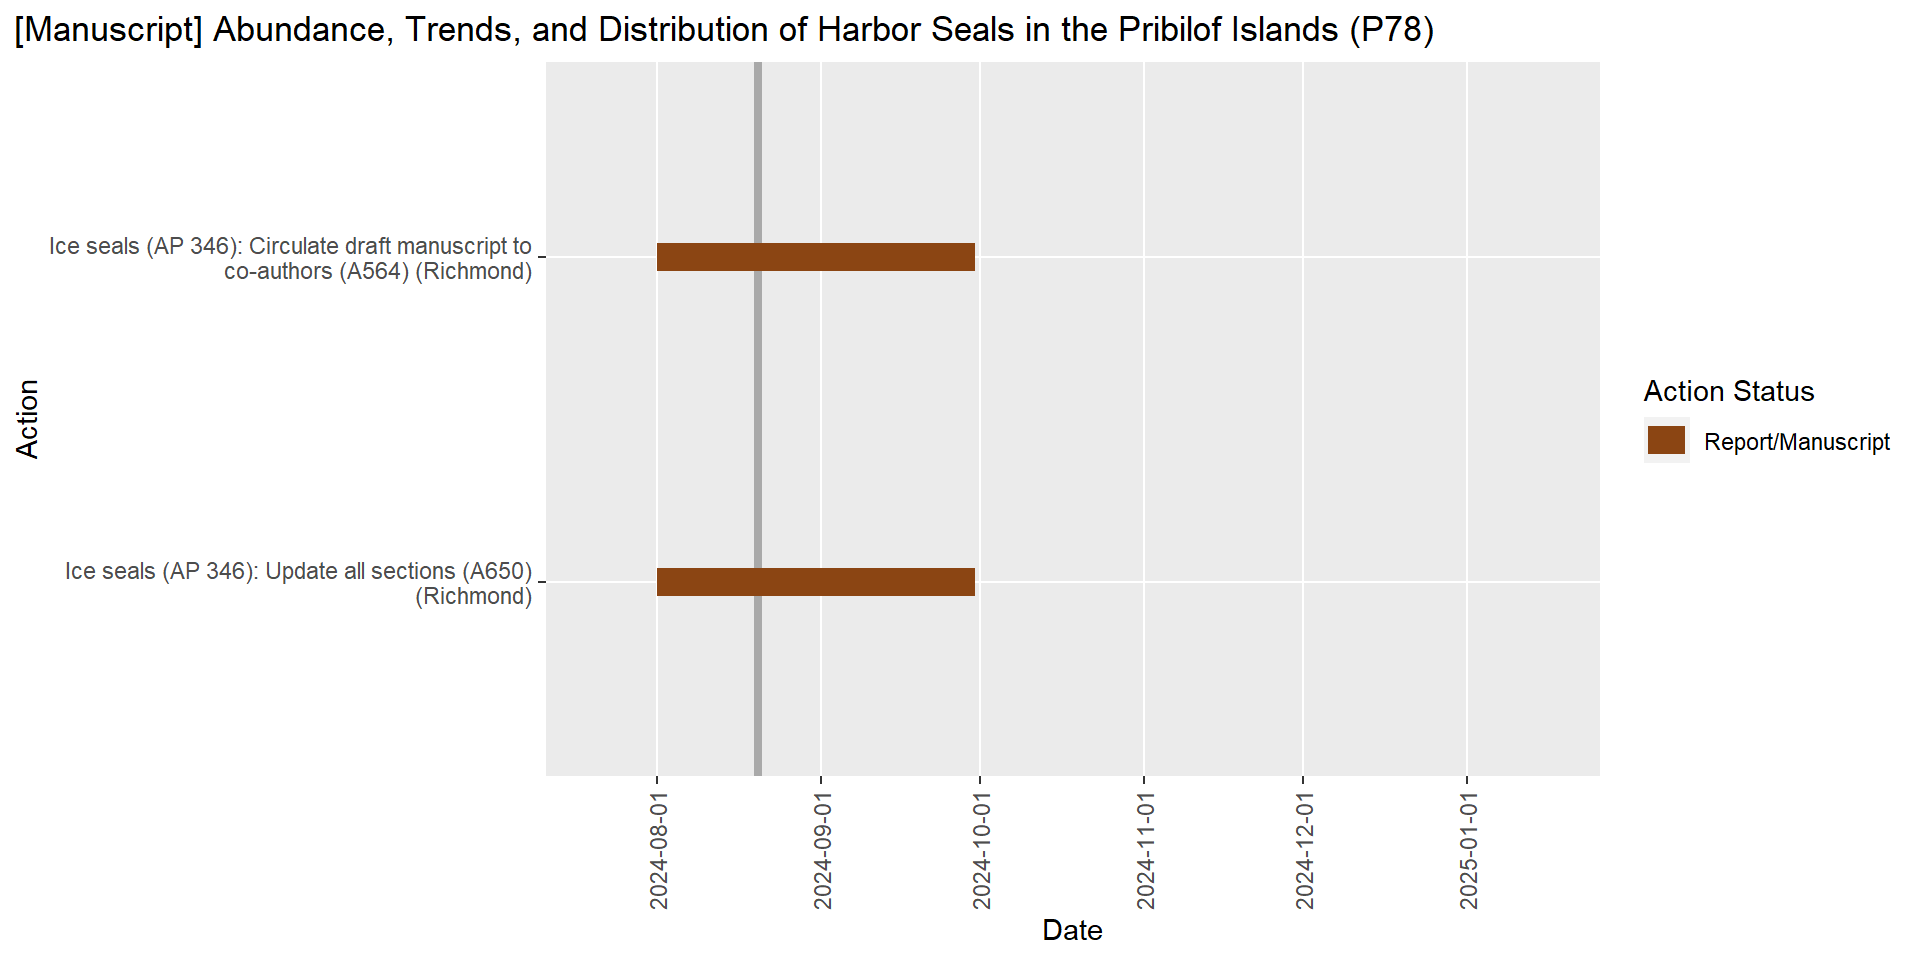 [Manuscript] Abundance, Trends, and Distribution of Harbor Seals in the Pribilof Islands (P78)
Action
Ice seals (AP 346): Circulate draft manuscript to
co-authors (A564) (Richmond)
Ice seals (AP 346): Update all sections (A650)
(Richmond)
2024-08-01
2024-09-01
2024-10-01
2024-11-01
2024-12-01
2025-01-01
Date
Action Status
Report/Manuscript